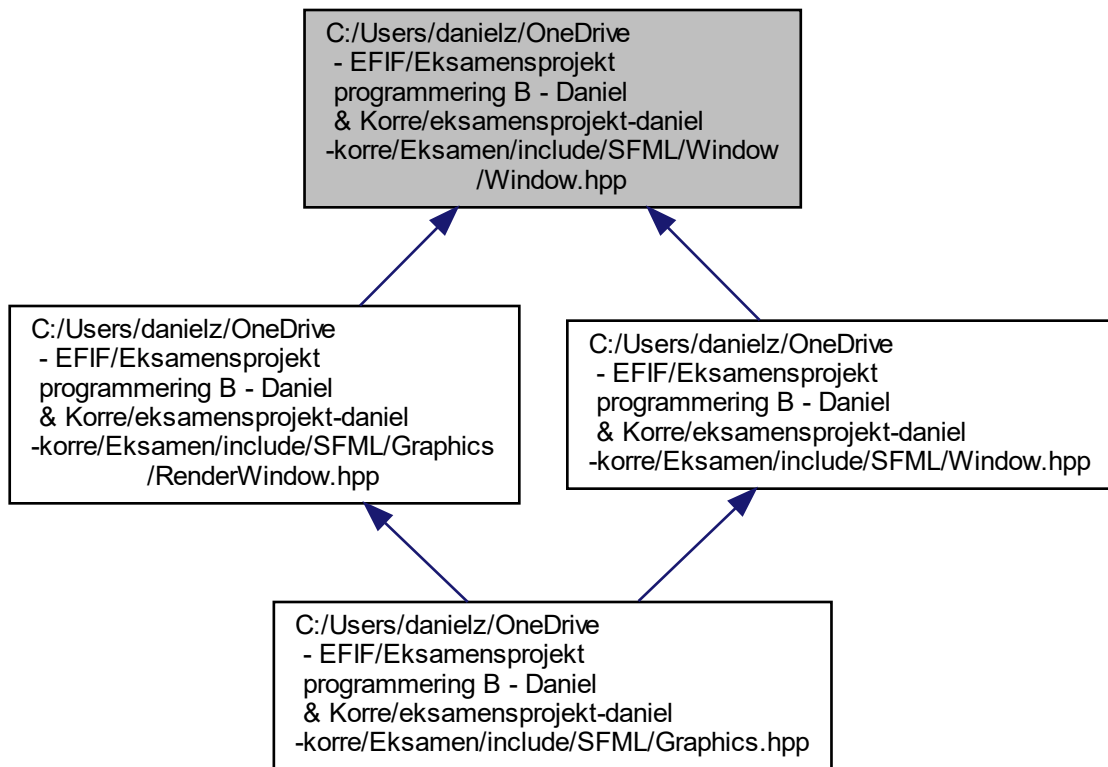 C:/Users/danielz/OneDrive
- EFIF/Eksamensprojekt
programmering B - Daniel
& Korre/eksamensprojekt-daniel
-korre/Eksamen/include/SFML/Window
/Window.hpp
C:/Users/danielz/OneDrive
- EFIF/Eksamensprojekt
programmering B - Daniel
& Korre/eksamensprojekt-daniel
-korre/Eksamen/include/SFML/Graphics
/RenderWindow.hpp
C:/Users/danielz/OneDrive
- EFIF/Eksamensprojekt
programmering B - Daniel
& Korre/eksamensprojekt-daniel
-korre/Eksamen/include/SFML/Window.hpp
C:/Users/danielz/OneDrive
- EFIF/Eksamensprojekt
programmering B - Daniel
& Korre/eksamensprojekt-daniel
-korre/Eksamen/include/SFML/Graphics.hpp